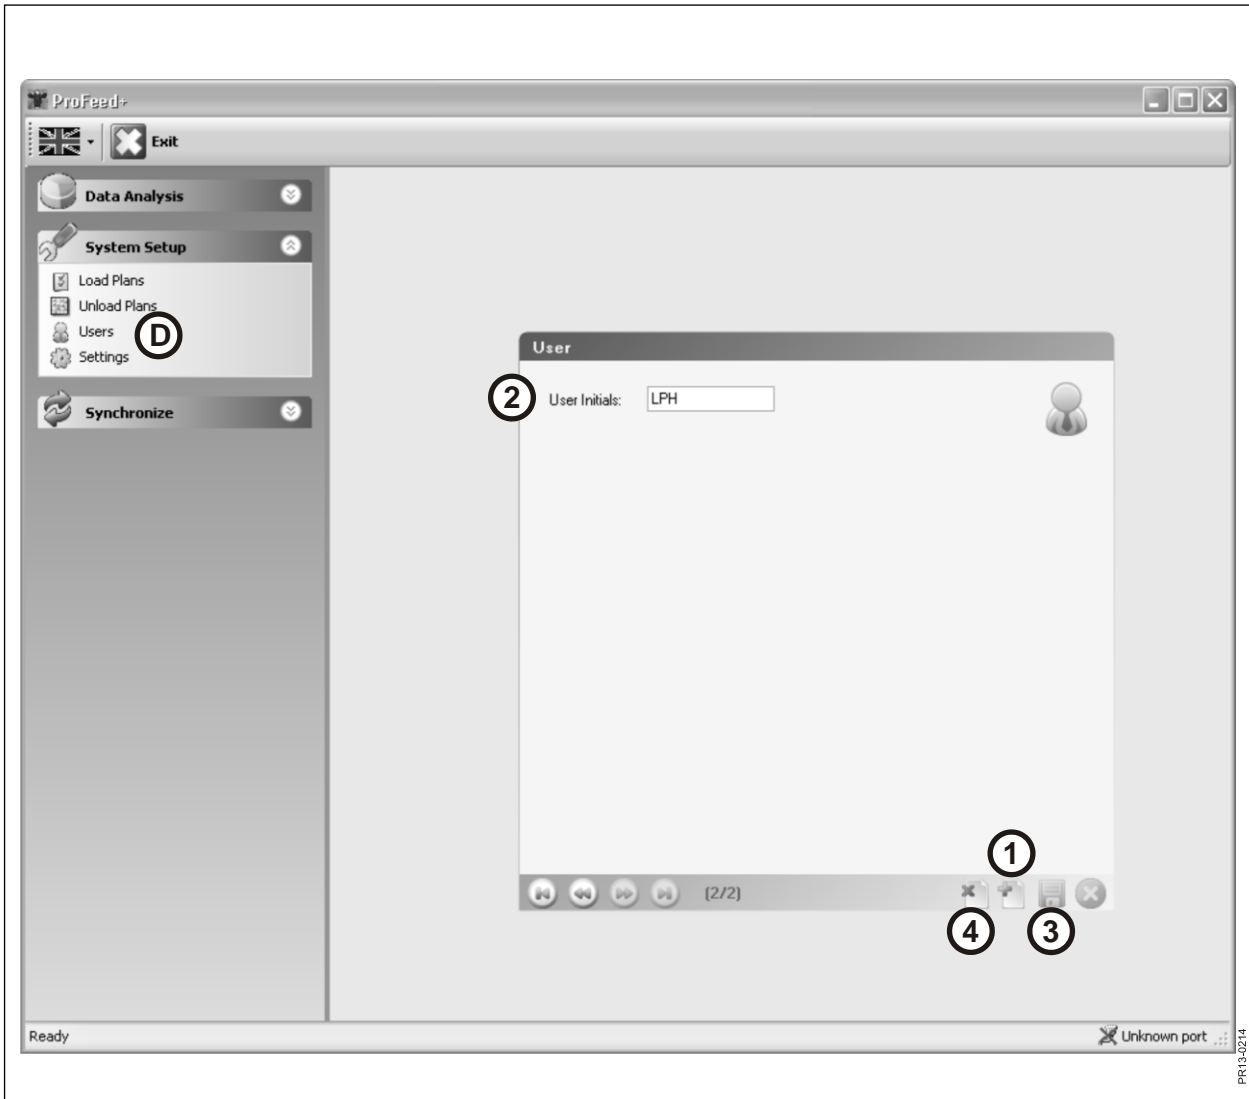 ProFeed+
Exit
Data Analysis
System Setup
Load Plans
Unload Plans
Users
D
Settings
Synchronize
User
2
User Initials:
LPH
1
(2/2)
4
3
Ready
Unknown port
PR13-0214